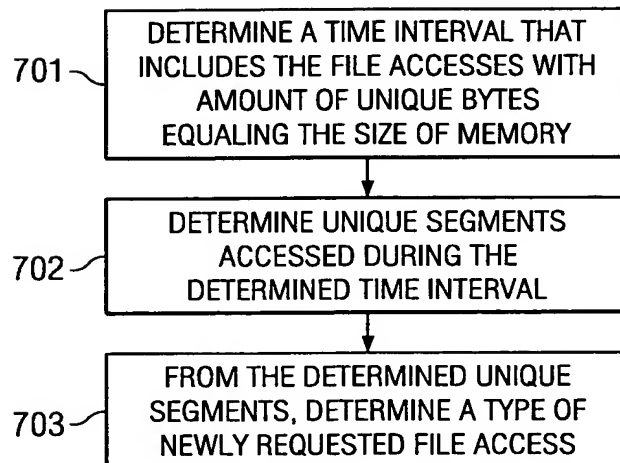 701
DETERMINE A TIME INTERVAL THAT
INCLUDES THE FILE ACCESSES WITH
AMOUNT OF UNIQUE BYTES
EQUALING THE SIZE OF MEMORY
702
DETERMINE UNIQUE SEGMENTS
ACCESSED DURING THE
DETERMINED TIME INTERVAL
703
FROM THE DETERMINED UNIQUE
SEGMENTS, DETERMINE A TYPE OF
NEWLY REQUESTED FILE ACCESS